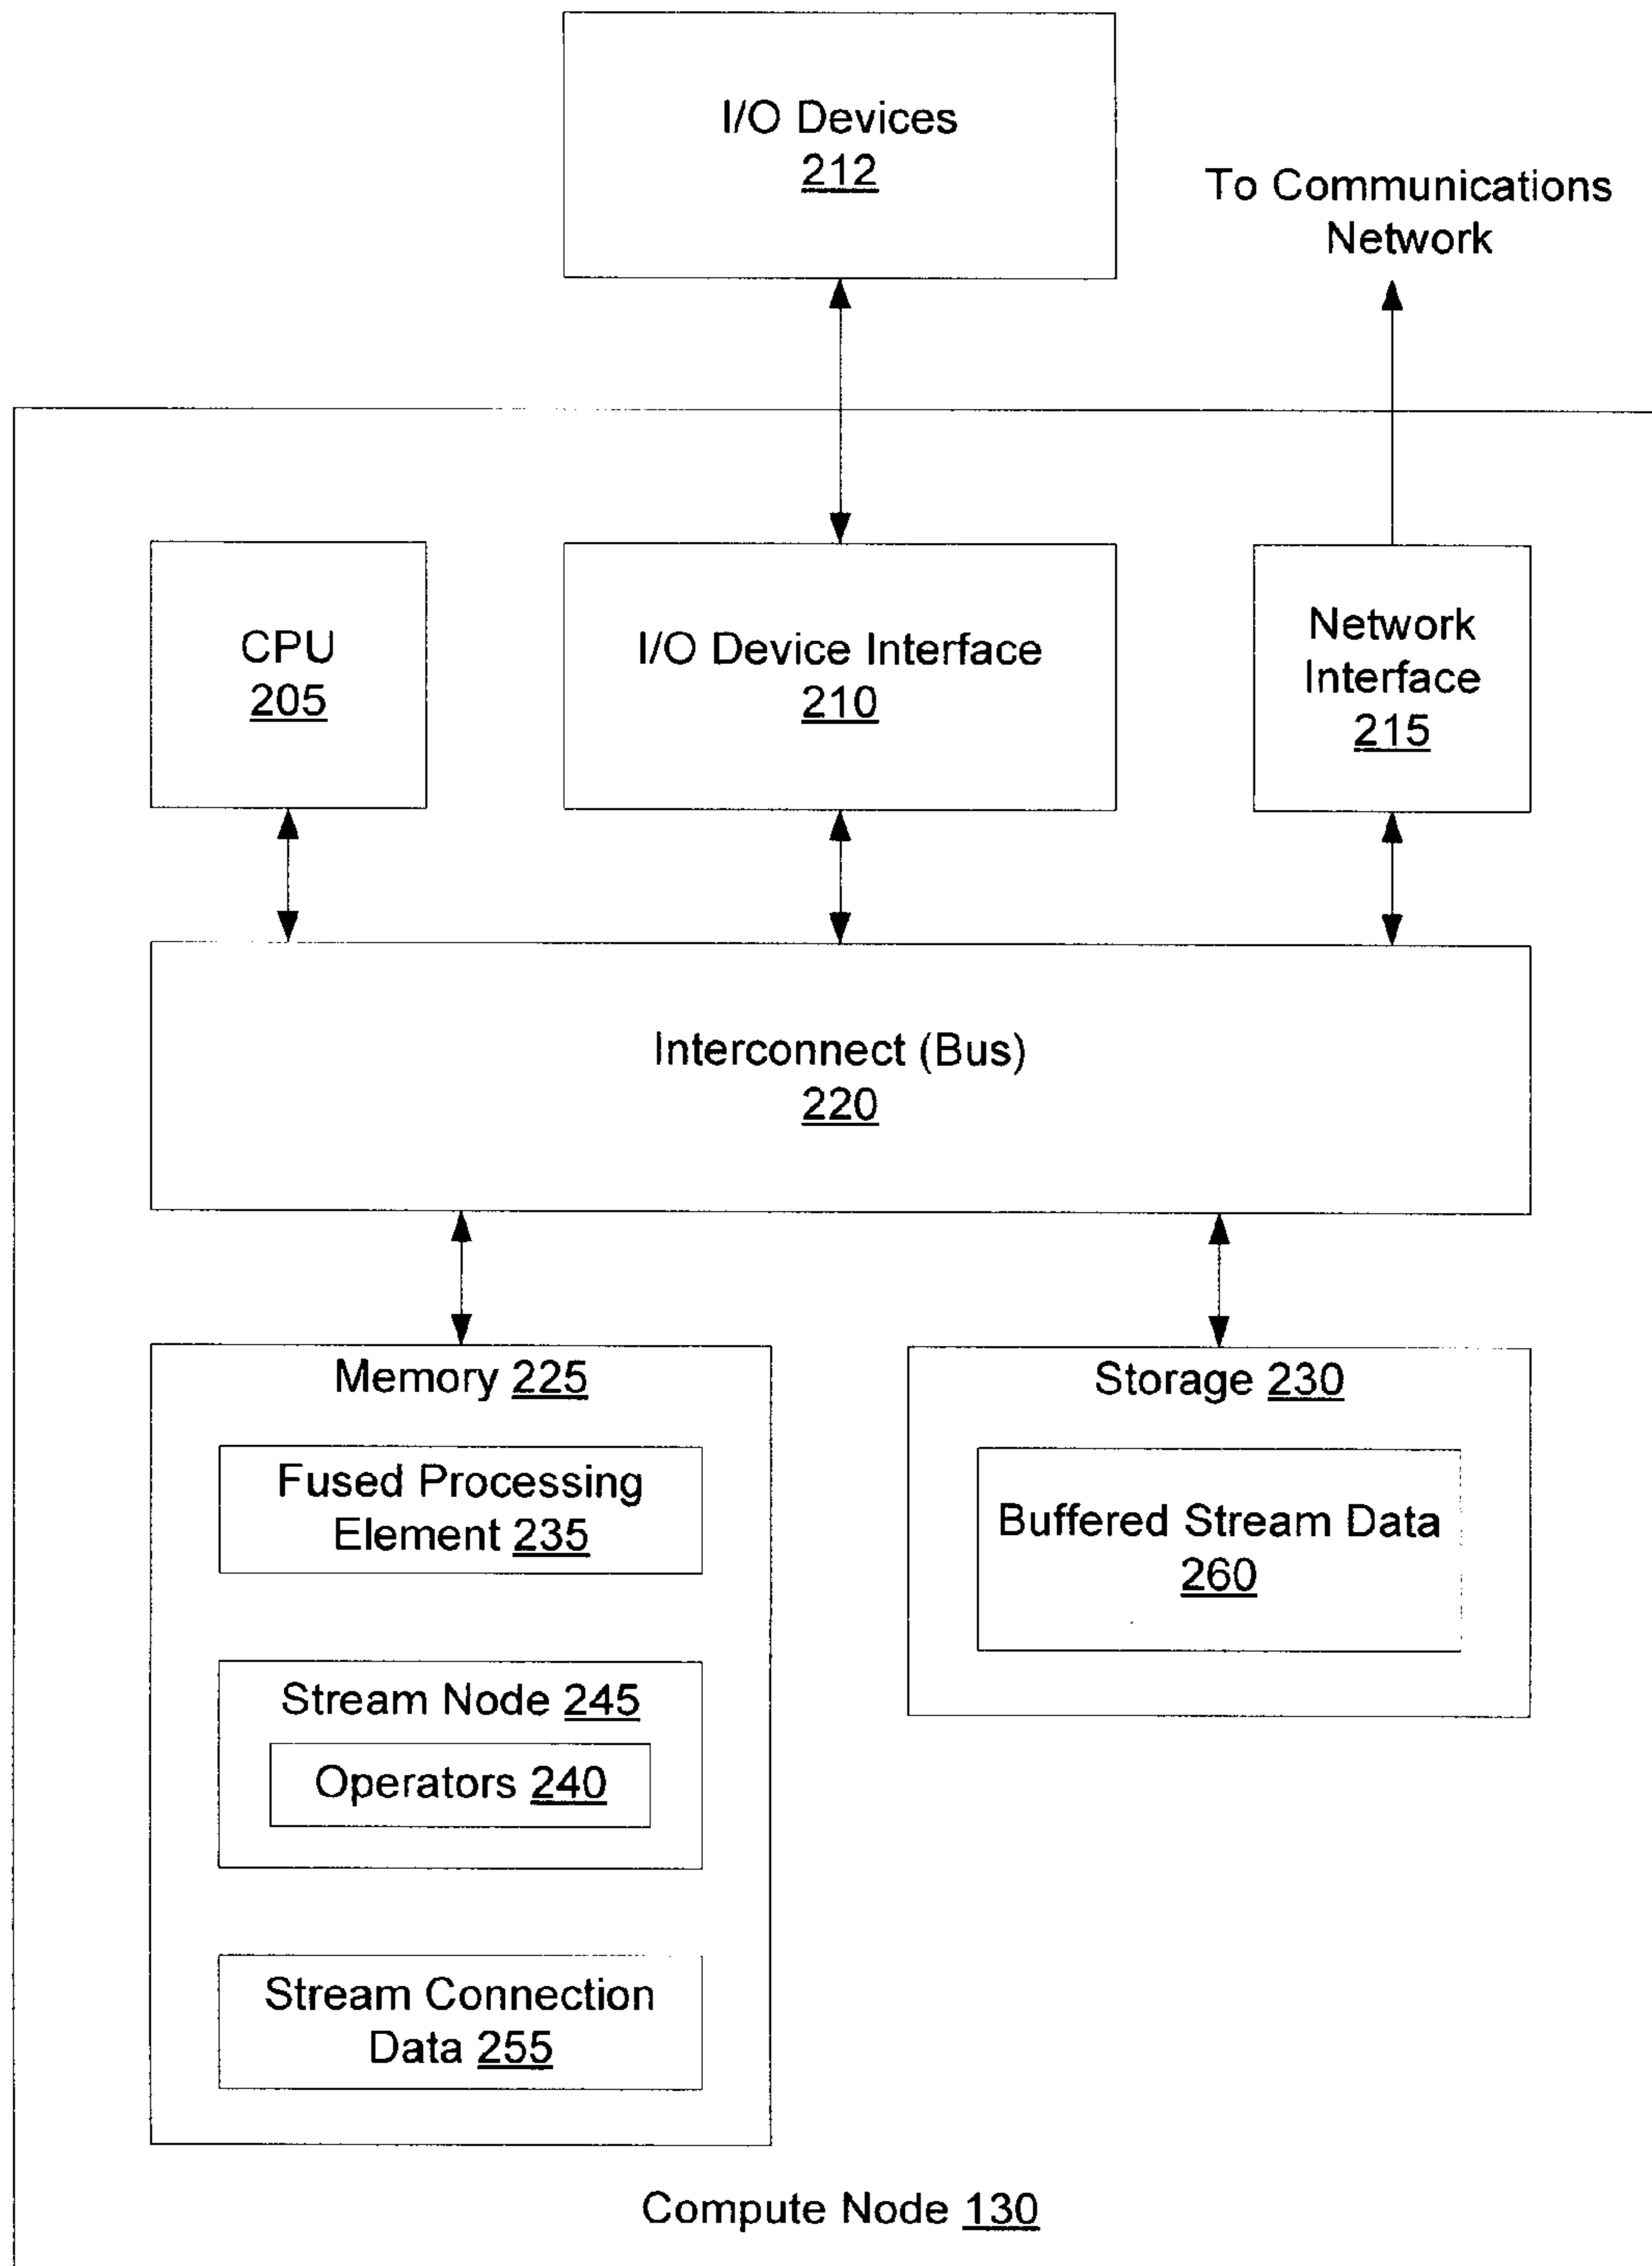 I/O Devices
212
To Communications
Network
CPU
205
I/O Device Interface
210
Network
Interface
215
Interconnect (Bus)
220
Memory 225
Fused Processing
Element 235
Stream Node 245
Operators 240
Stream Connection
Data 255
Storage 230
Buffered Stream Data
260
Compute Node 130